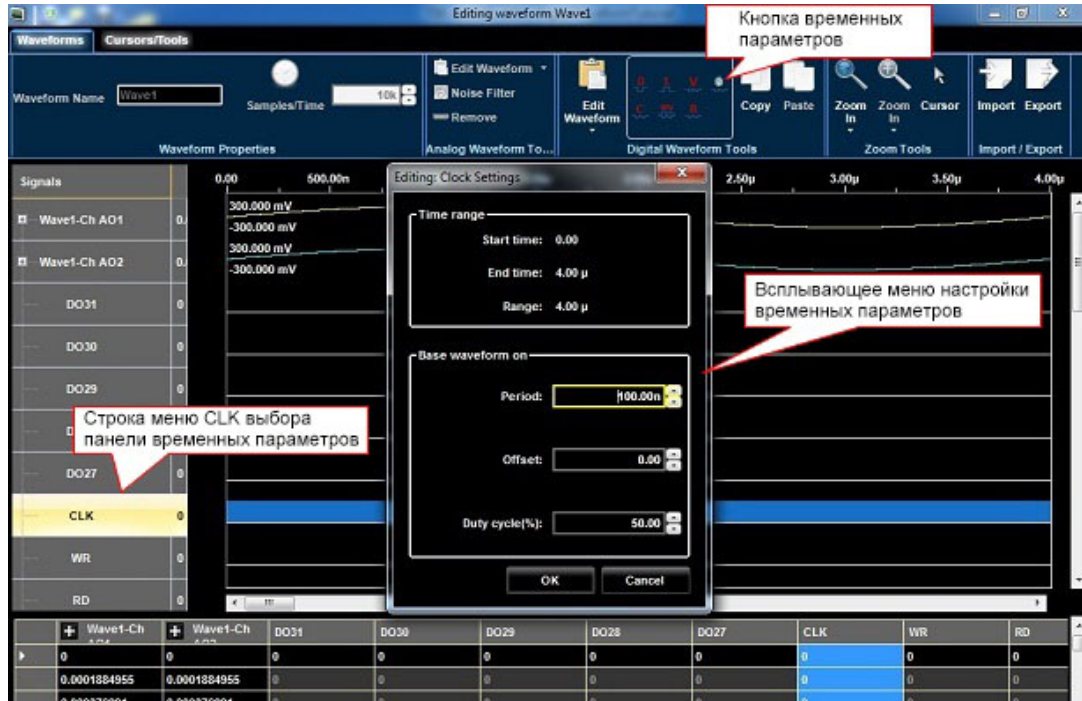 Editing waveform Wave1
Кнопка временных
параметров
Waveforms Cursors/Tools
Waveform Name Wave1
Samples/Time 10k
Edit Waveform
Noise Filter
Remove
Edit
Waveform
Copy Paste
Zoom
In
Zoom
In
Cursor
Import Export
Waveform Properties
Analog Waveform To...
Digital Waveform Tools
Zoom Tools
Import / Export
Signals
0.00 500.00n 2.50µ 3.00µ 3.50µ 4.00µ
Editing: Clock Settings
Wave1-Ch AO1
300.000 mV
-300.000 mV
Wave1-Ch AO2
300.000 mV
-300.000 mV
DO31 0
DO30 0
DO29 0
DO27 0
CLK 0
WR 0
RD 0
Time range
Start time: 0.00
End time: 4.00 µ
Range: 4.00 µ
Base waveform on
Period: 100.00n
Offset: 0.00
Duty cycle(%): 50.00
OK Cancel
Всплывающее меню настройки
временных параметров
Строка меню CLK выбора
панели временных параметров
Wave1-Ch Wave1-Ch DO31 DO30 DO29 DO28 DO27 CLK WR RD
0 0 0 0 0 0 0 0 0 0
0.0001884955 0.0001884955 0 0 0 0 0 0 0 0